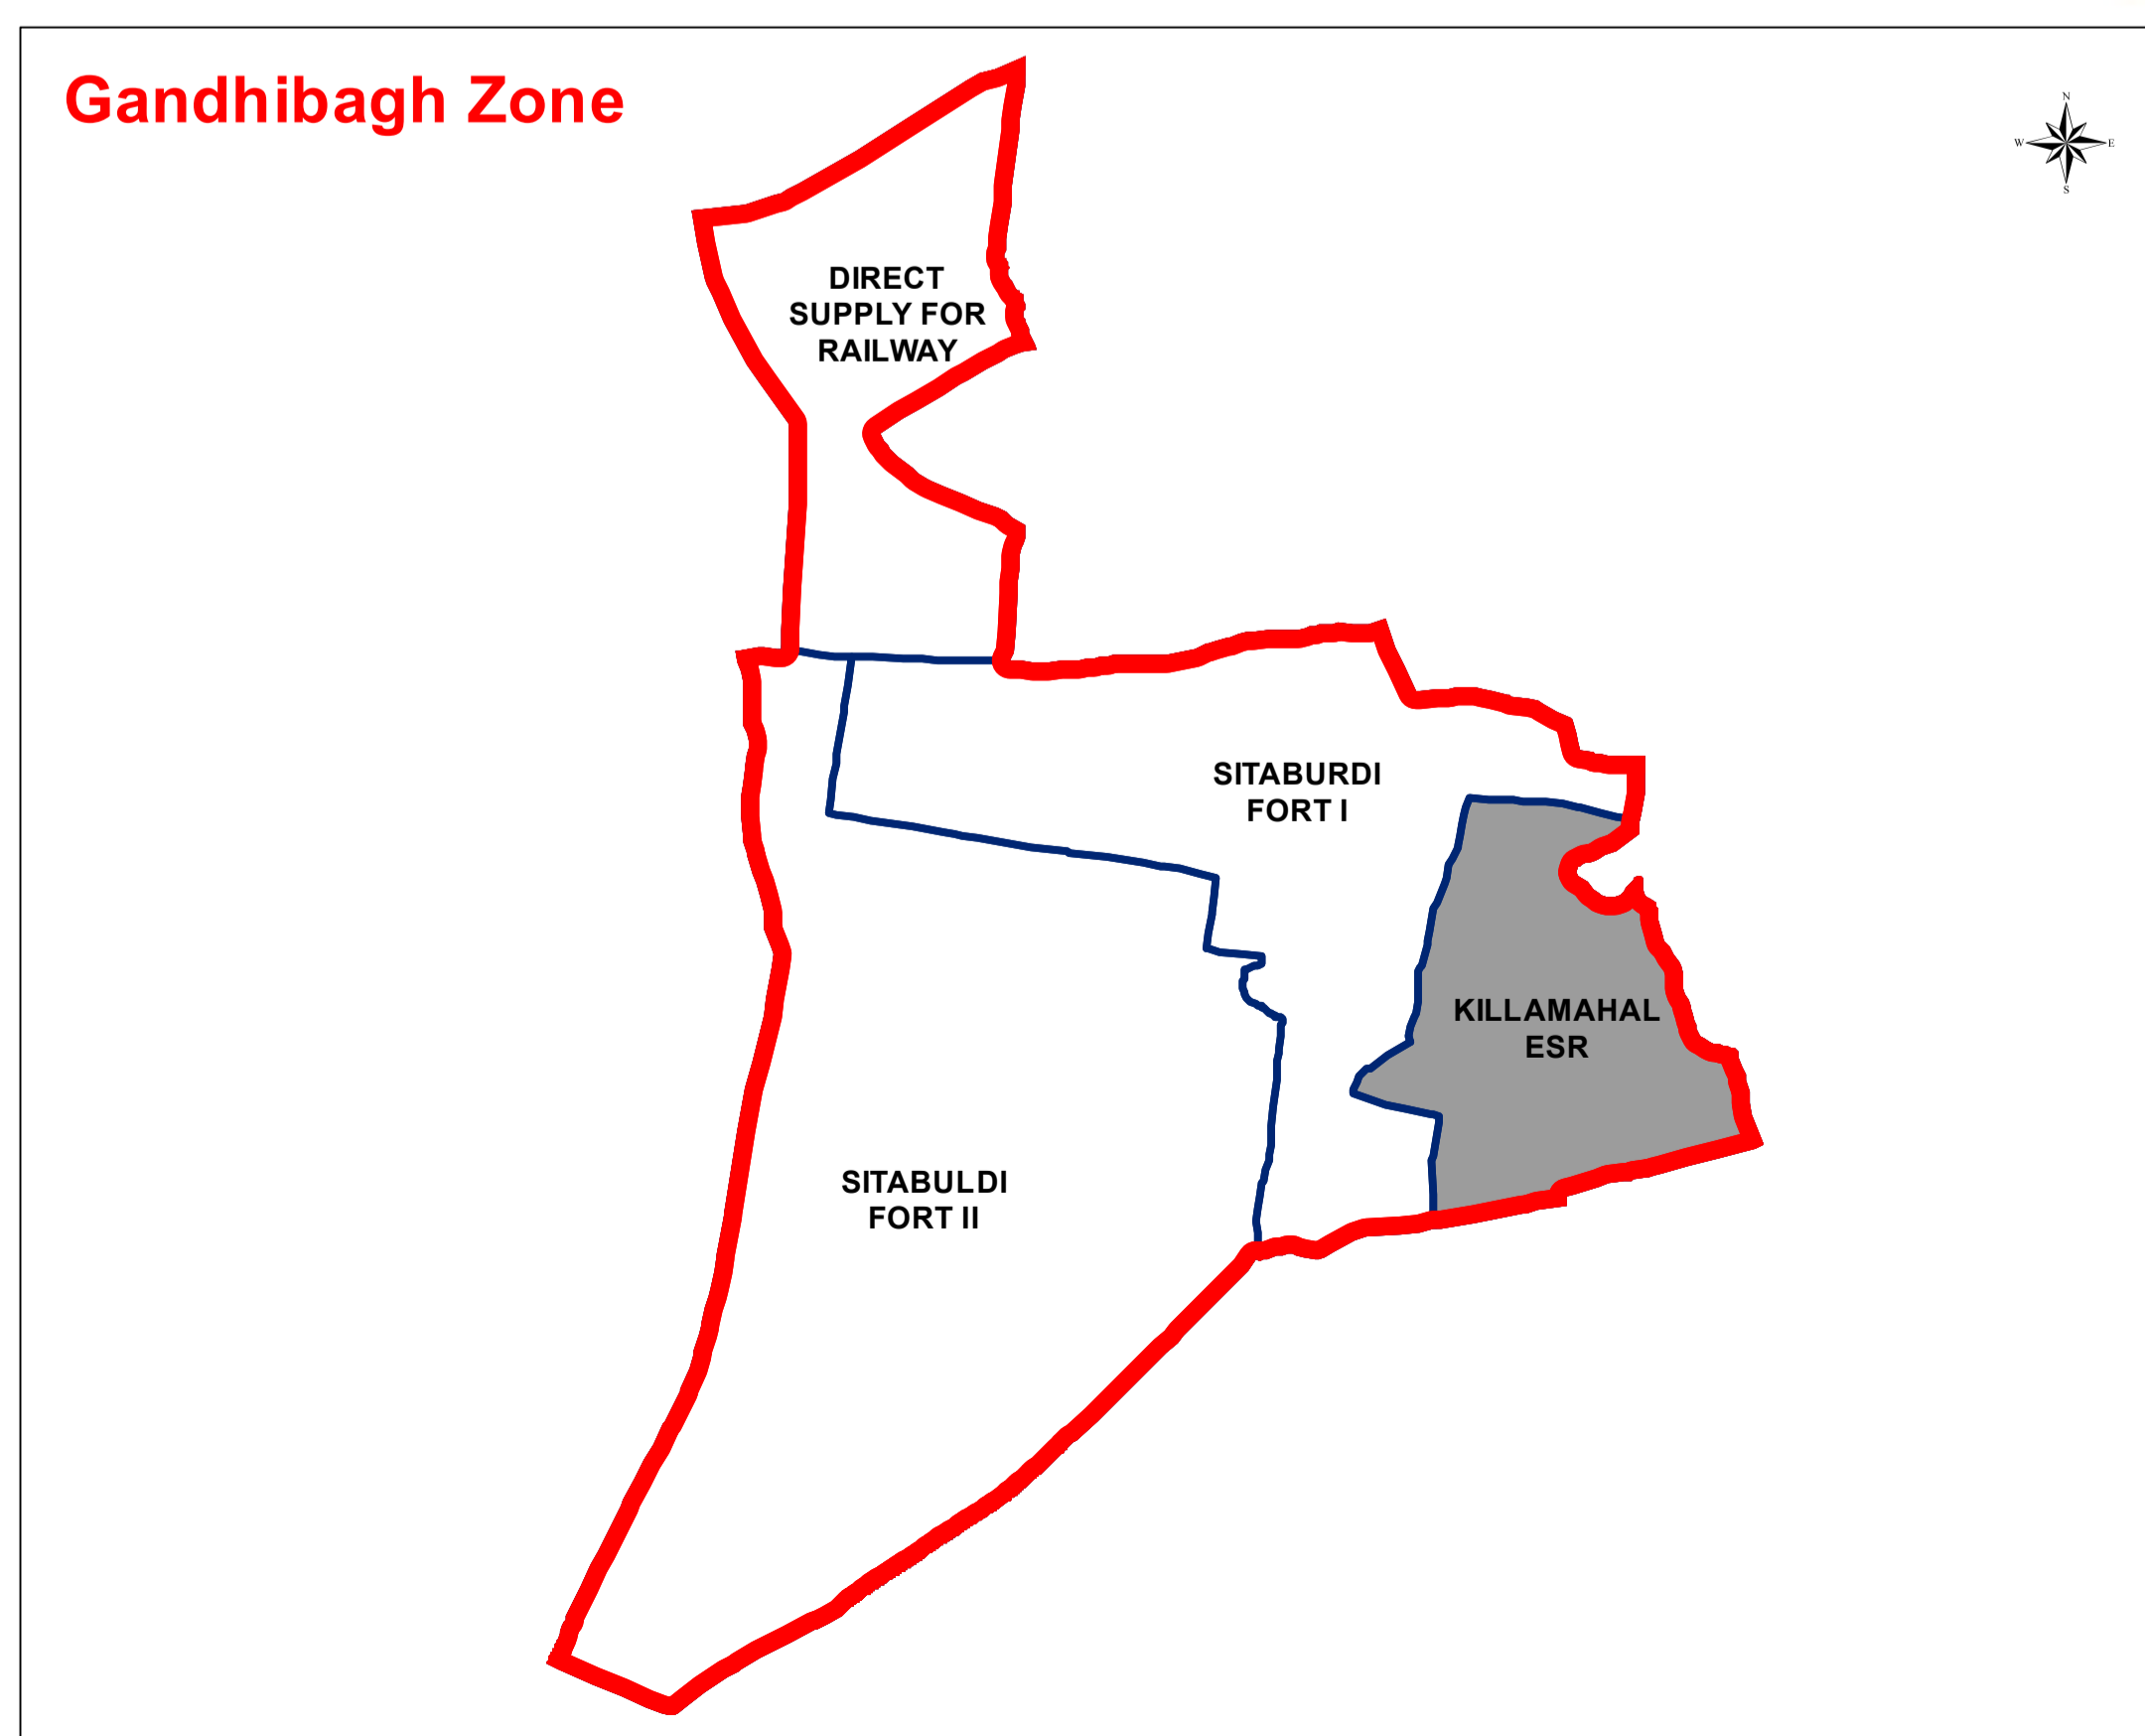 Gandhibagh Zone
N
W E
S
DIRECT
SUPPLY FOR
RAILWAY
SITABURDI
FORT I
KILLAMAHAL
ESR
SITABULDI
FORT II